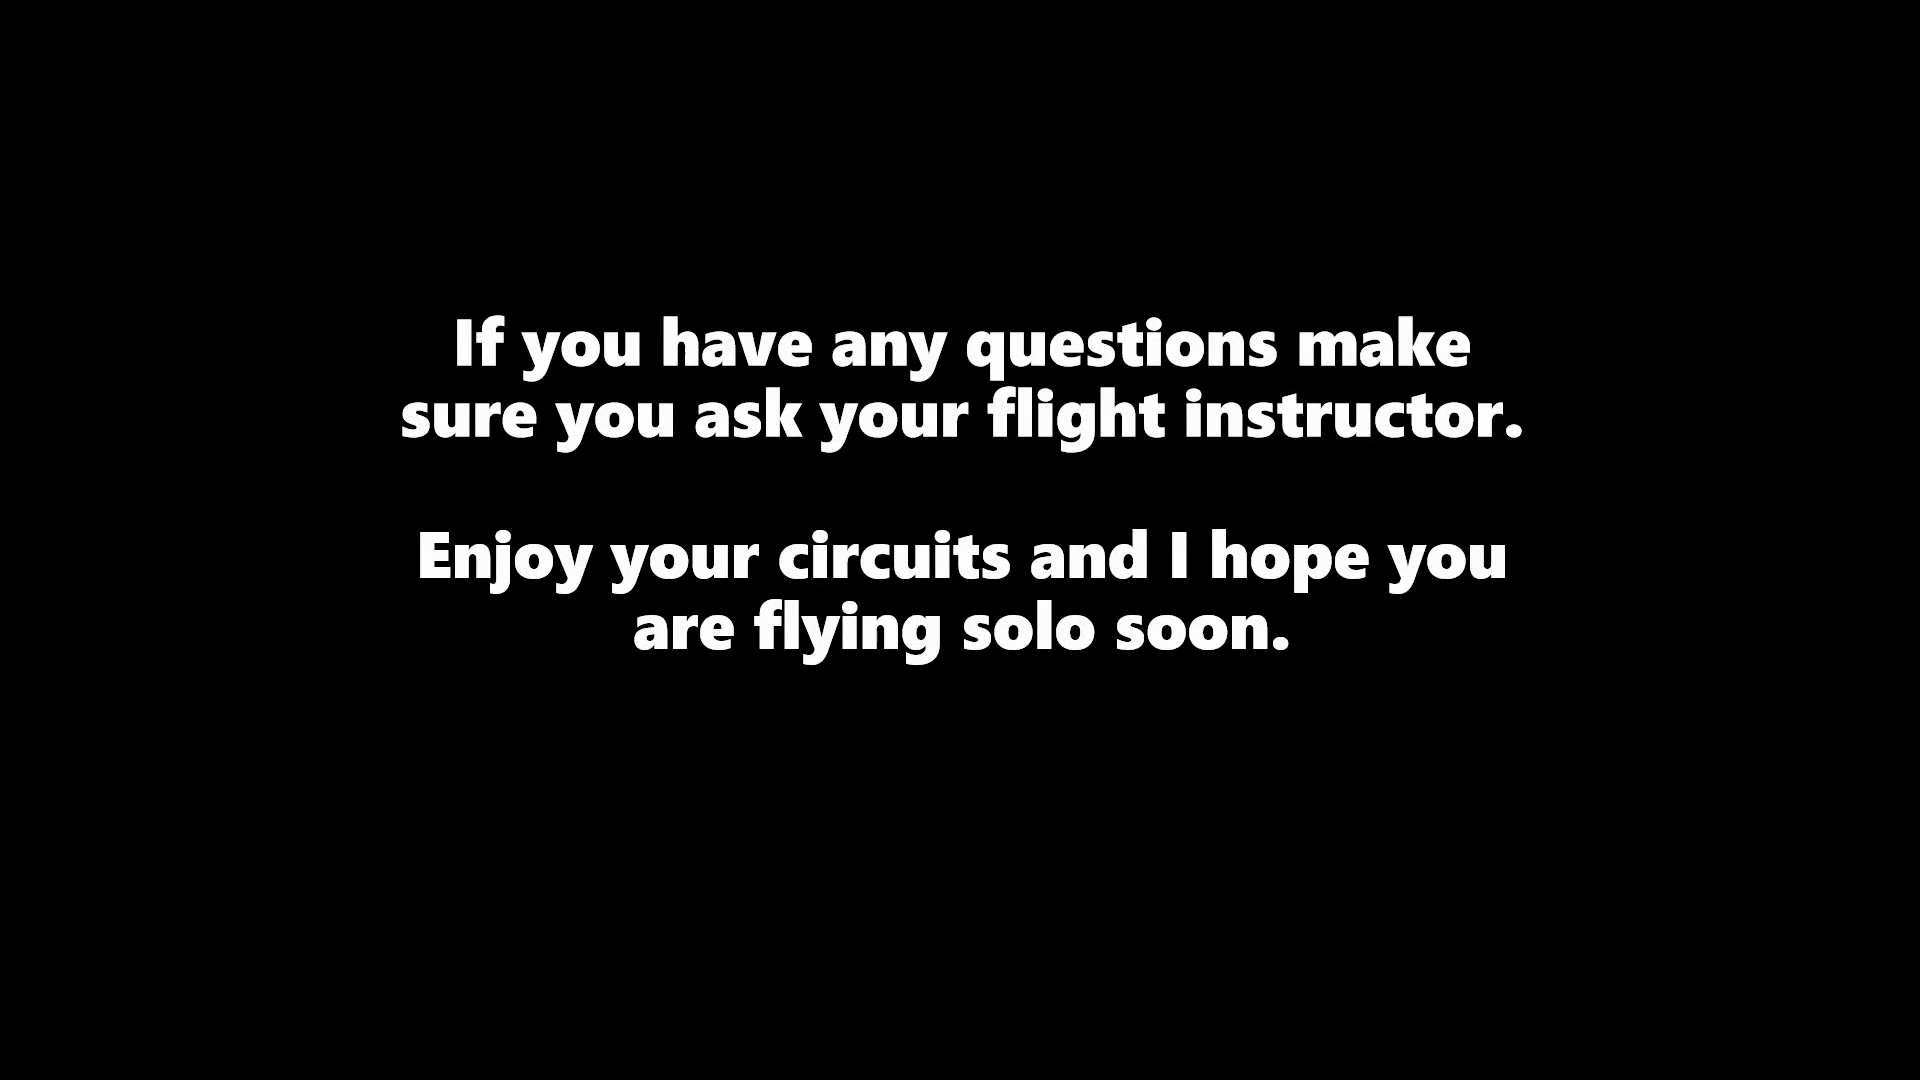 If you have any questions make
sure you ask your flight instructor.
Enjoy your circuits and I hope you
are flying solo soon.